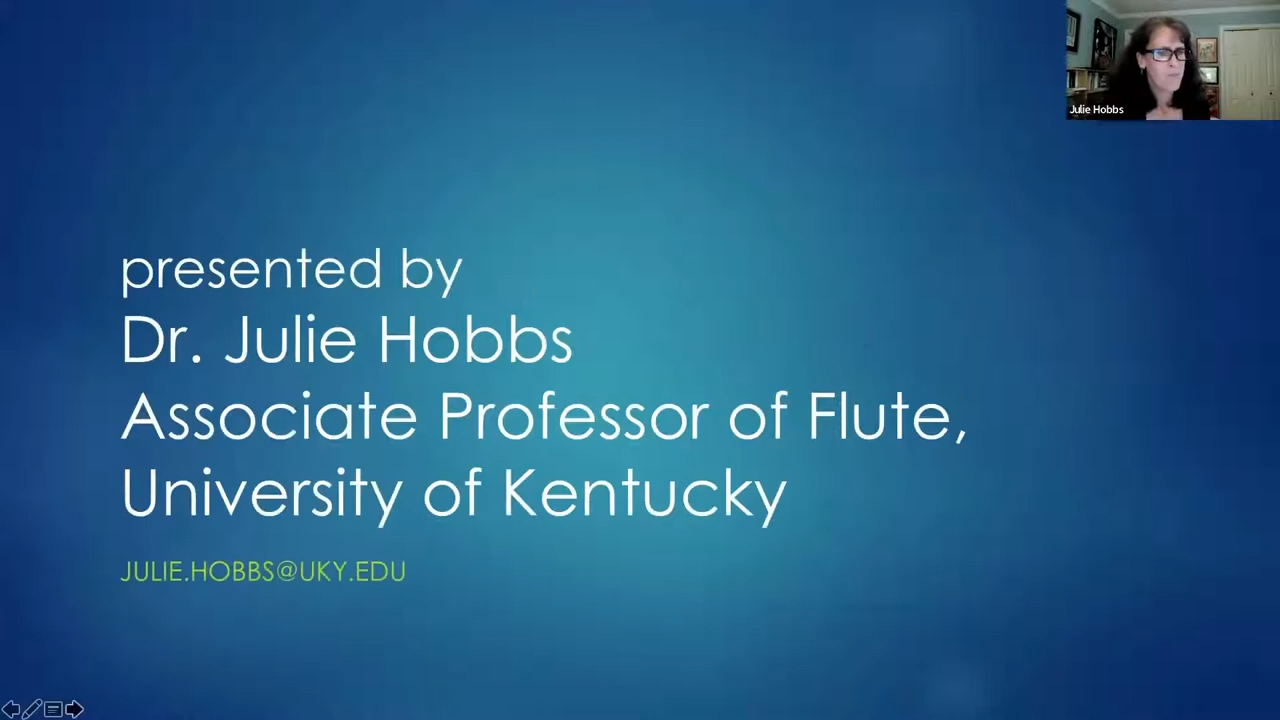 Julie Hobbs
presented by
Dr. Julie Hobbs
Associate Professor of Flute,
University of Kentucky
JULIE.HOBBS@UKY.EDU